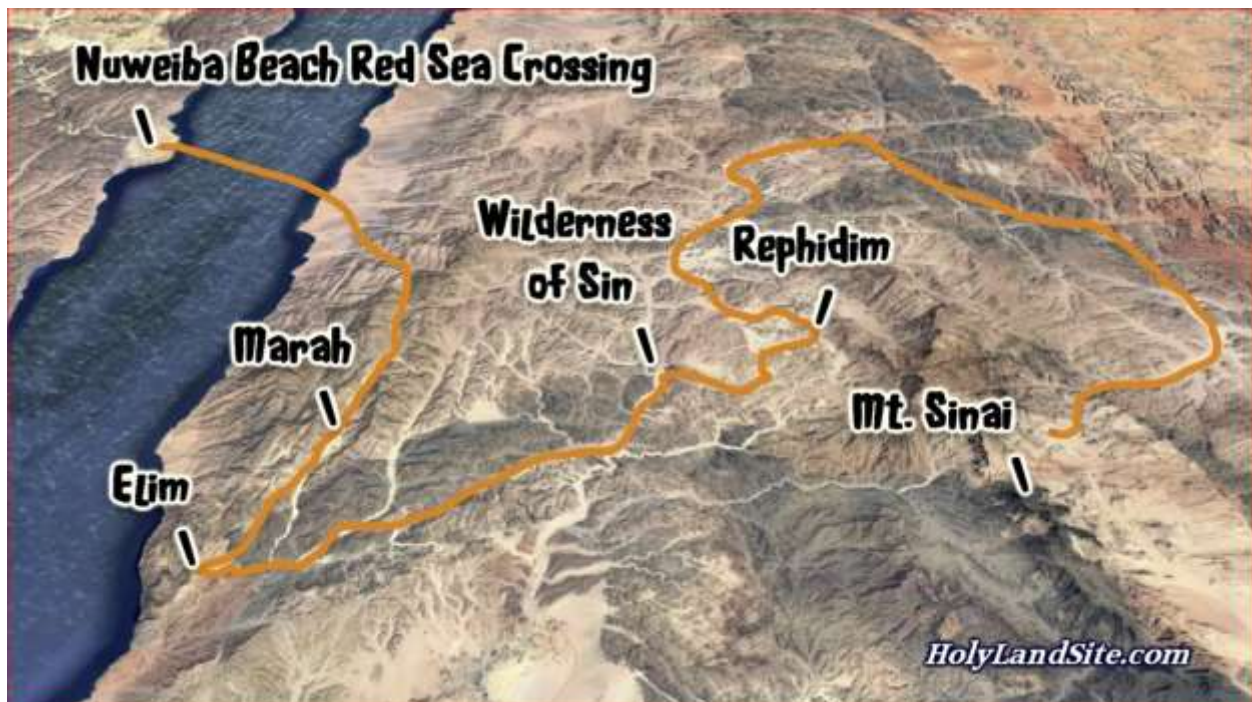 Nuweiba Beach Red Sea Crossing
Wilderness
of Sin
Rephidim
Marah
Mt. Sinai
Elim
HolyLandSite.com